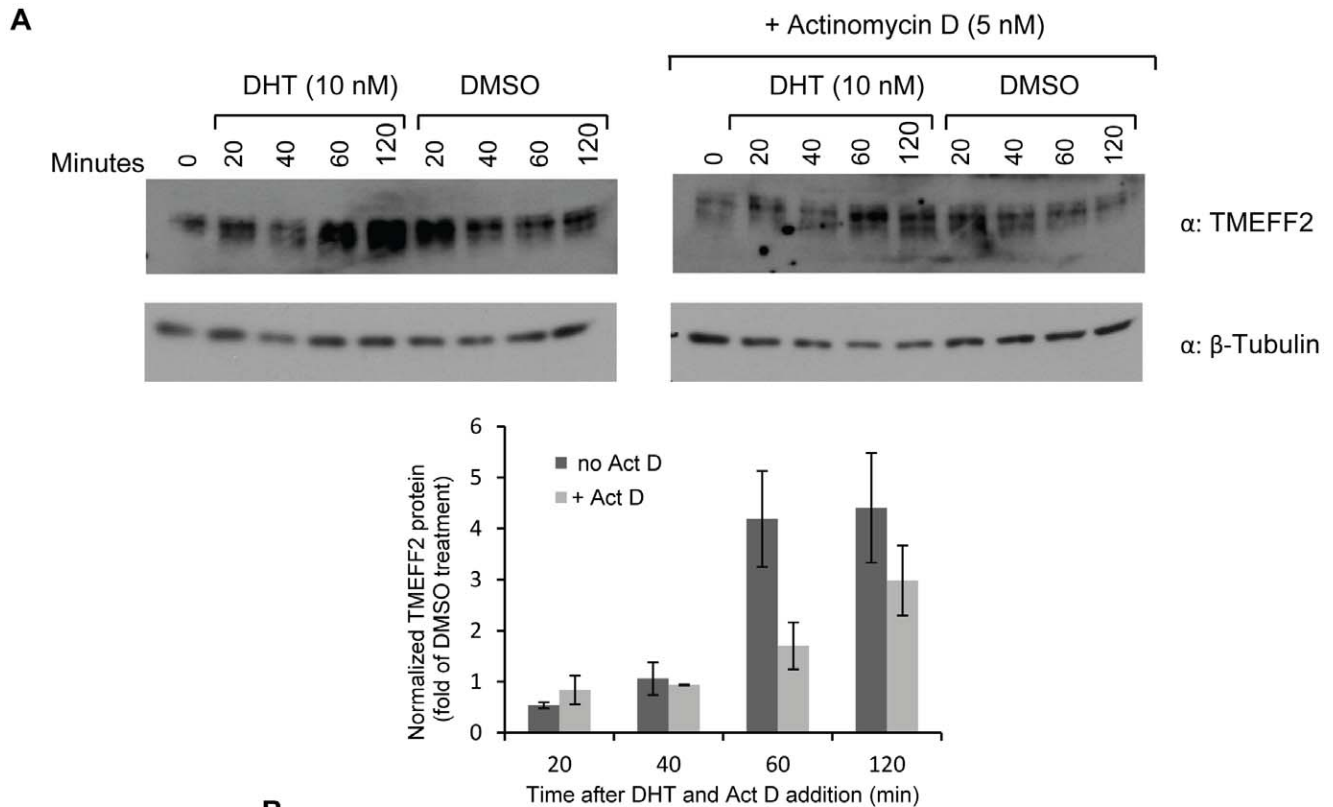 A
+ Actinomycin D (5 nM)
DHT (10 nM) DMSO DHT (10 nM) DMSO
Minutes 0 20 40 60 120 20 40 60 120 0 20 40 60 120 20 40 60 120
α: TMEFF2
α: β-Tubulin
Normalized TMEFF2 protein
(fold of DMSO treatment)
6
5
4
3
2
1
0
no Act D
+ Act D
20 40 60 120
Time after DHT and Act D addition (min)